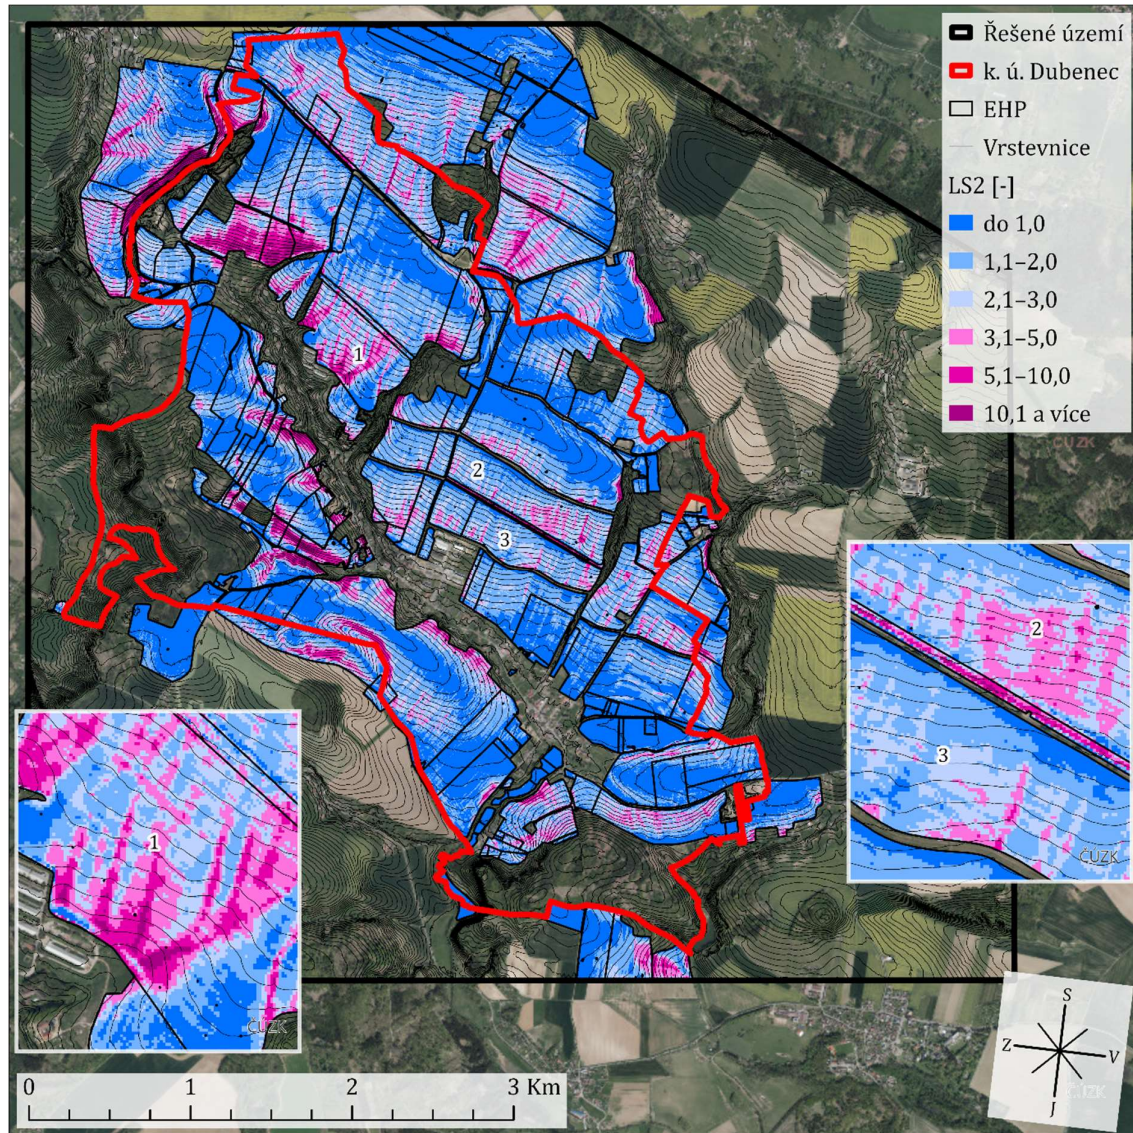 Řešené území
k. ú. Dubenec
EHP
Vrstevnice
LS2 [-]
do 1,0
1,1–2,0
2,1–3,0
3,1–5,0
5,1–10,0
10,1 a více
ČÚZK
1
2
3
2
3
ČÚZK
1
ČÚZK
0 1 2 3 Km
S
Z V
J
ČÚZK